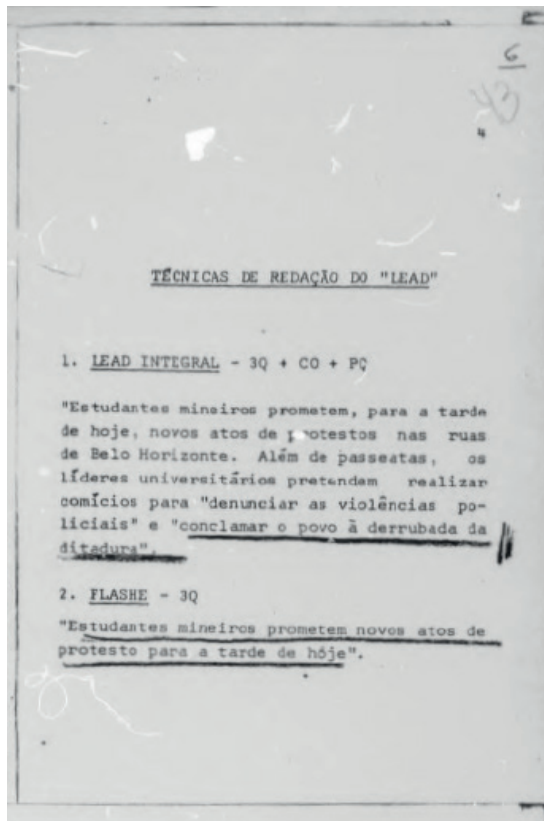 6
43
4
TÉCNICAS DE REDAÇÃO DO "LEAD"
1. LEAD INTEGRAL - 3Q + CO + PÇ
"Estudantes mineiros prometem, para a tarde
de hoje, novos atos de protestos nas ruas
de Belo Horizonte. Além de passeatas, os
líderes universitários pretendem realizar
comícios para "denunciar as violências po-
liciais" e "conclamar o povo à derrubada da
ditadura".
2. FLASHE - 3Q
"Estudantes mineiros prometem novos atos de
protesto para a tarde de hóje".